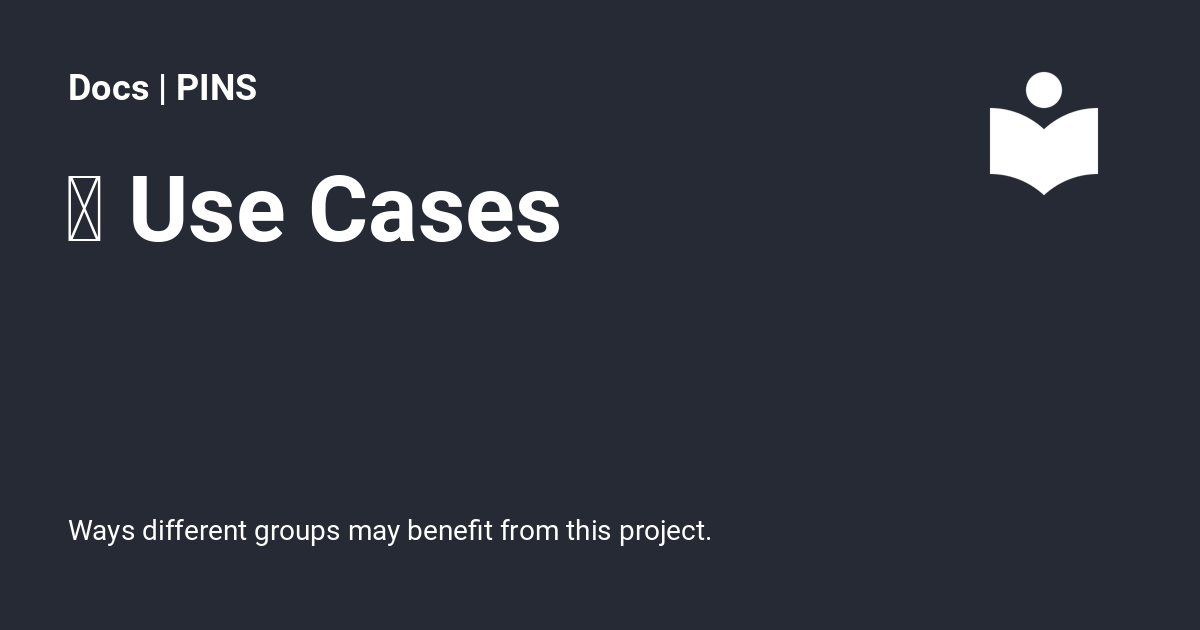 Docs | PINS
Use Cases
Ways different groups may benefit from this project.